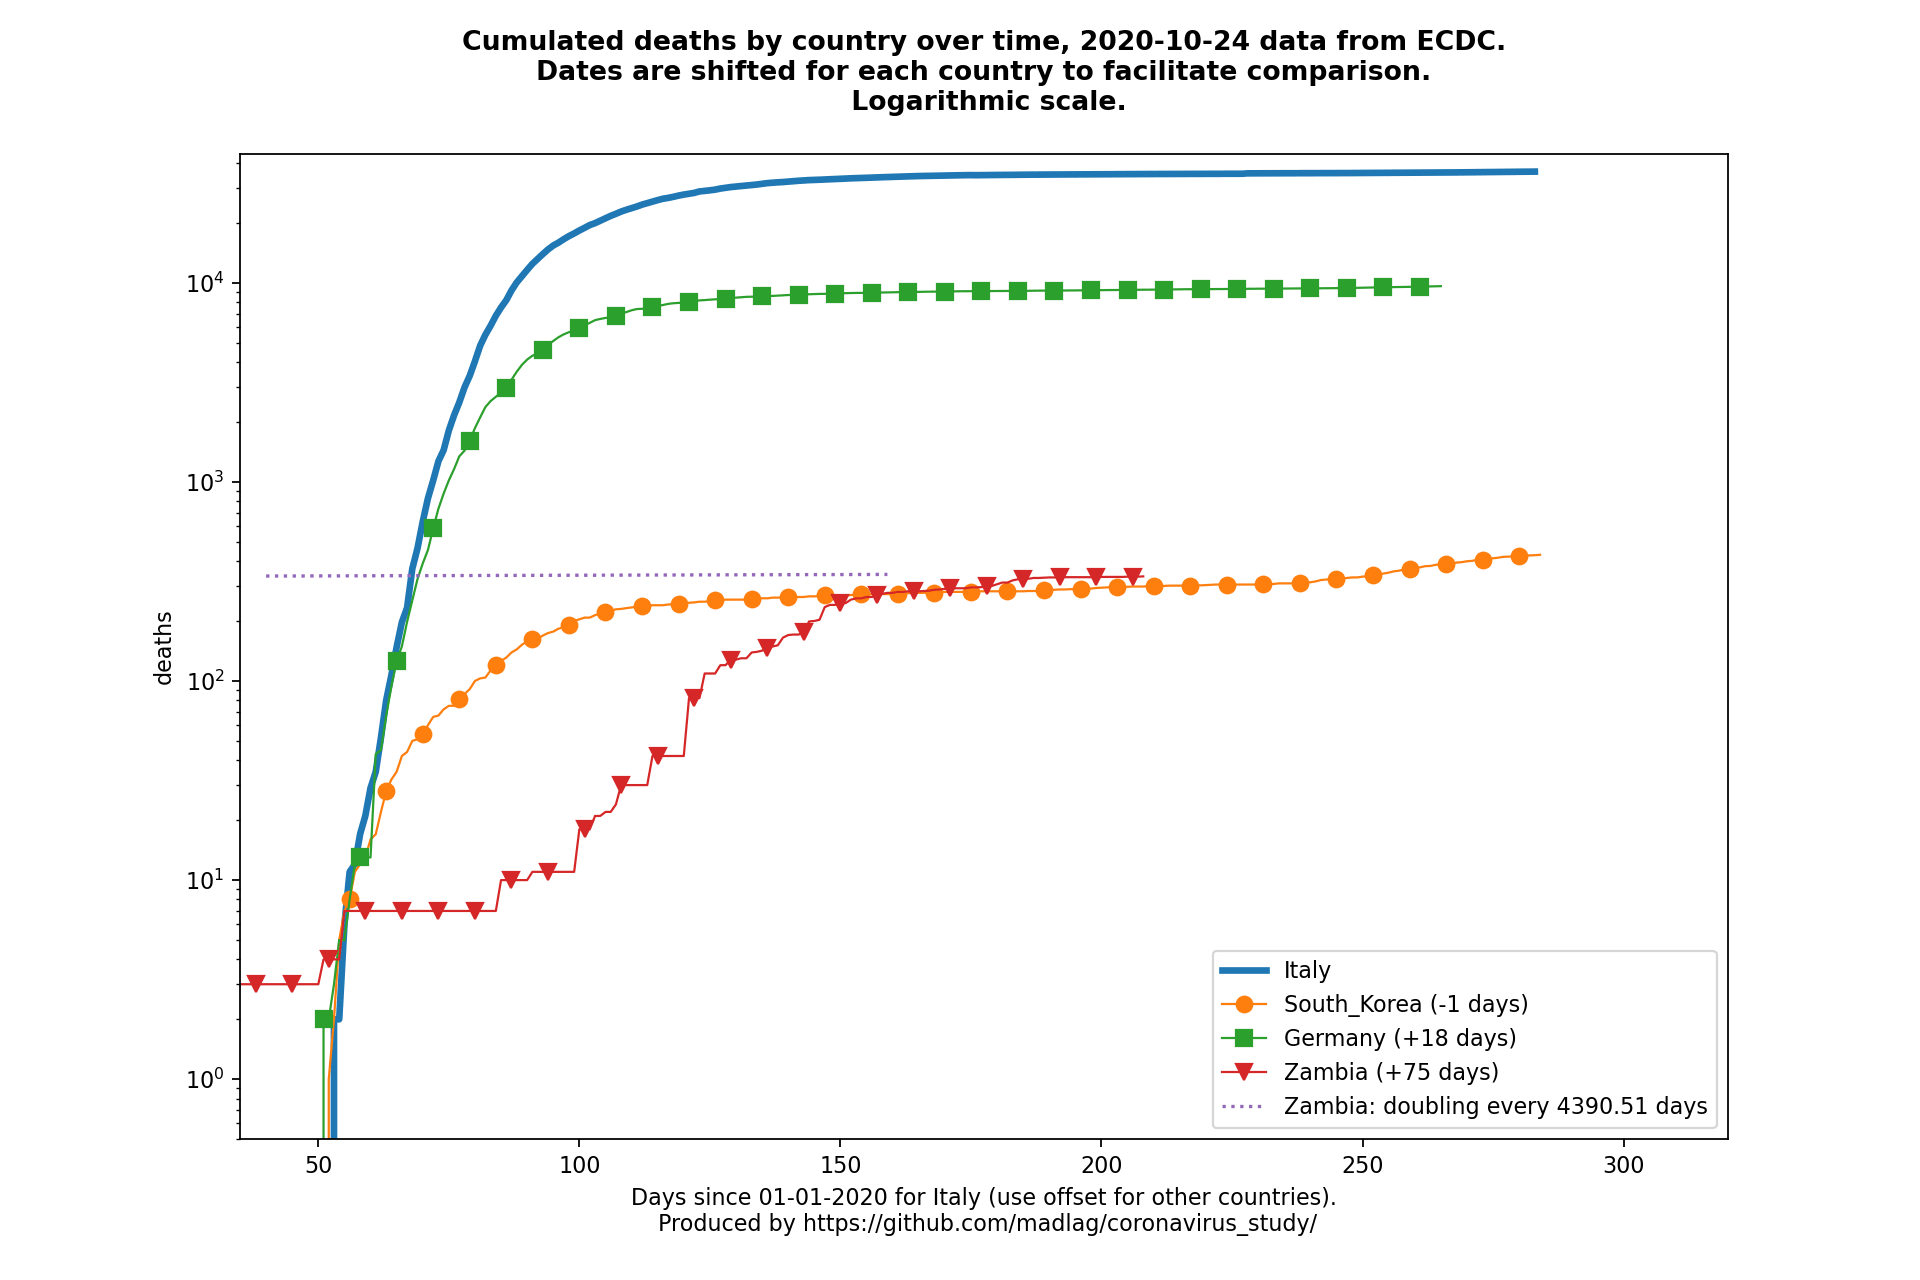 Cumulated deaths by country over time, 2020-10-24 data from ECDC.
Dates are shifted for each country to facilitate comparison.
Logarithmic scale.
10^4
10^3
10^2
10^1
10^0
deaths
Italy
South_Korea (-1 days)
Germany (+18 days)
Zambia (+75 days)
Zambia: doubling every 4390.51 days
50 100 150 200 250 300
Days since 01-01-2020 for Italy (use offset for other countries).
Produced by https://github.com/madlag/coronavirus_study/